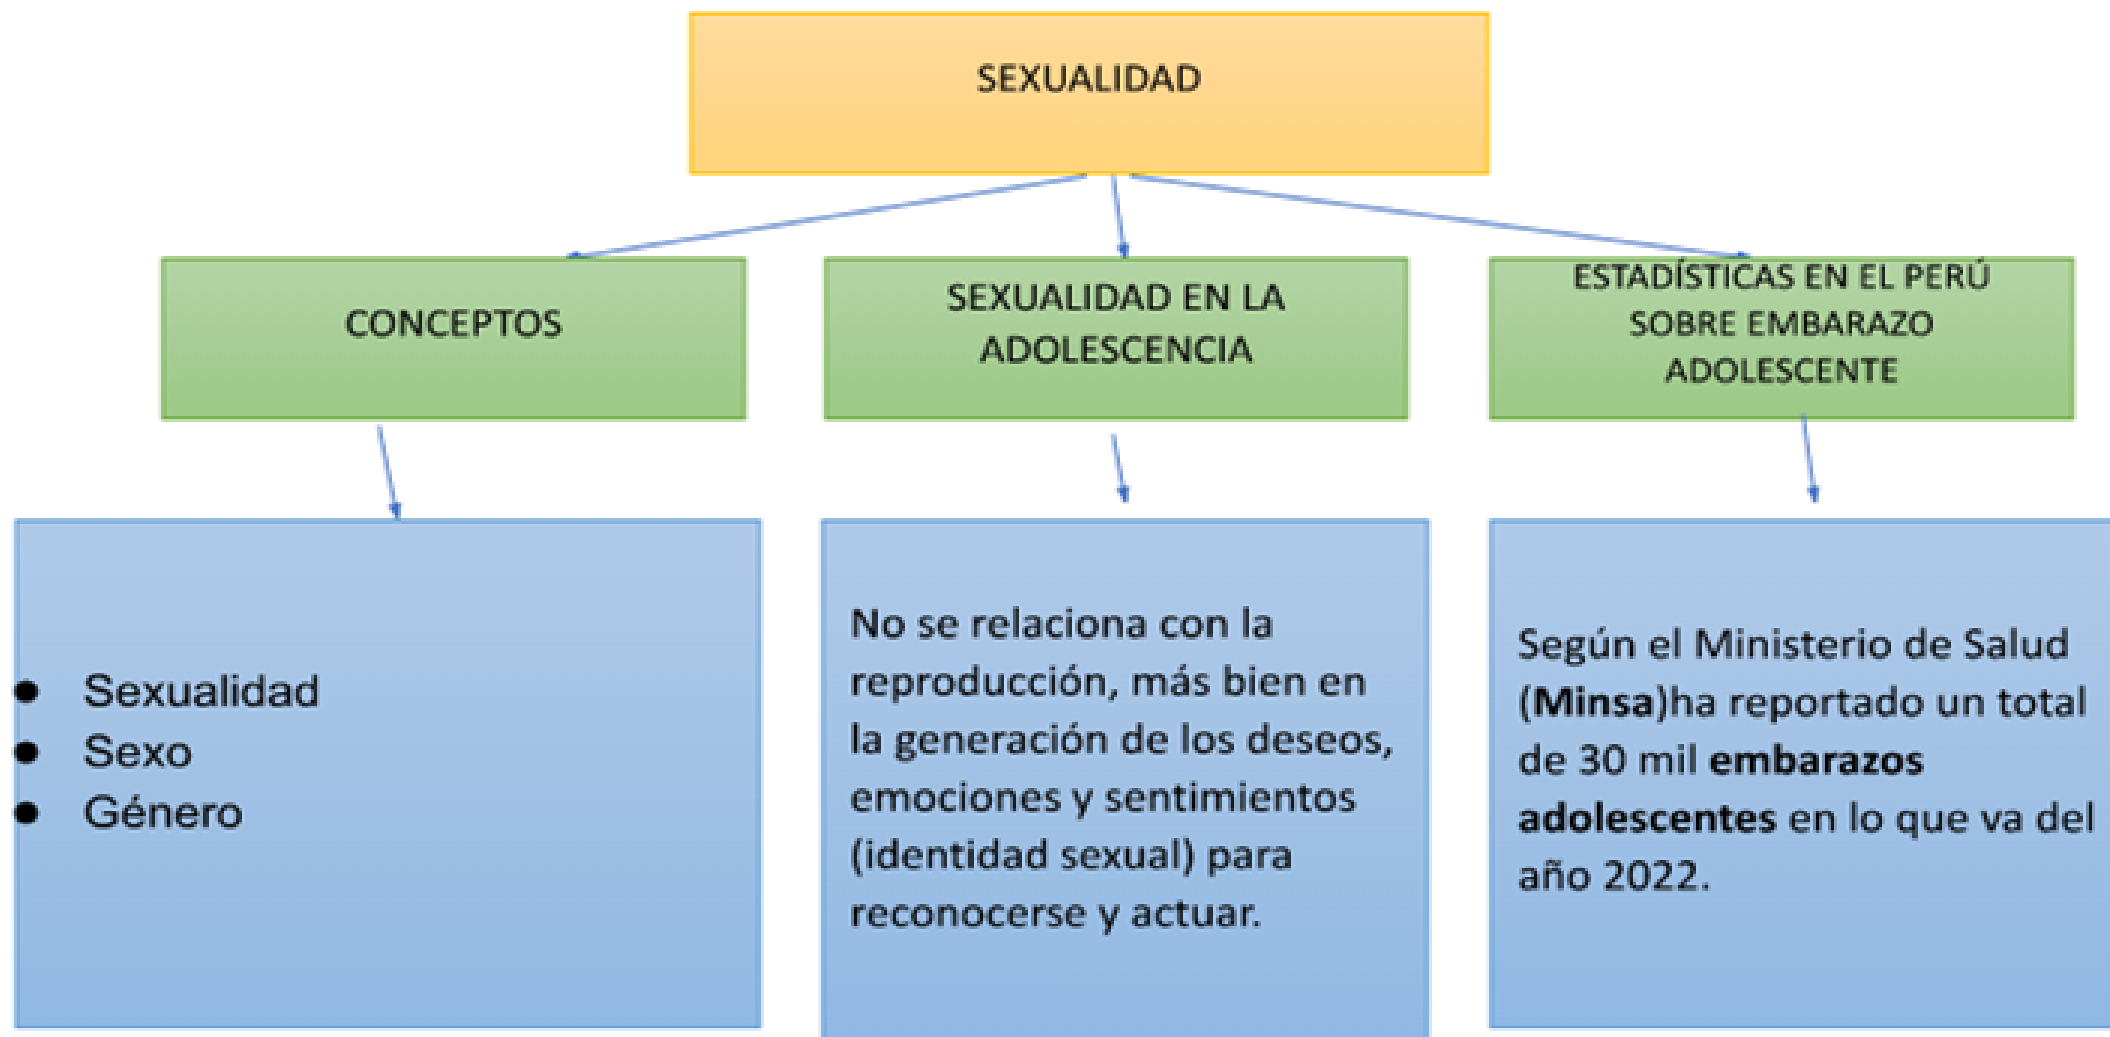 SEXUALIDAD
CONCEPTOS
SEXUALIDAD EN LA
ADOLESCENCIA
ESTADÍSTICAS EN EL PERÚ
SOBRE EMBARAZO
ADOLESCENTE
● Sexualidad
● Sexo
● Género
No se relaciona con la
reproducción, más bien en
la generación de los deseos,
emociones y sentimientos
(identidad sexual) para
reconocerse y actuar.
Según el Ministerio de Salud
(Minsa)ha reportado un total
de 30 mil embarazos
adolescentes en lo que va del
año 2022.